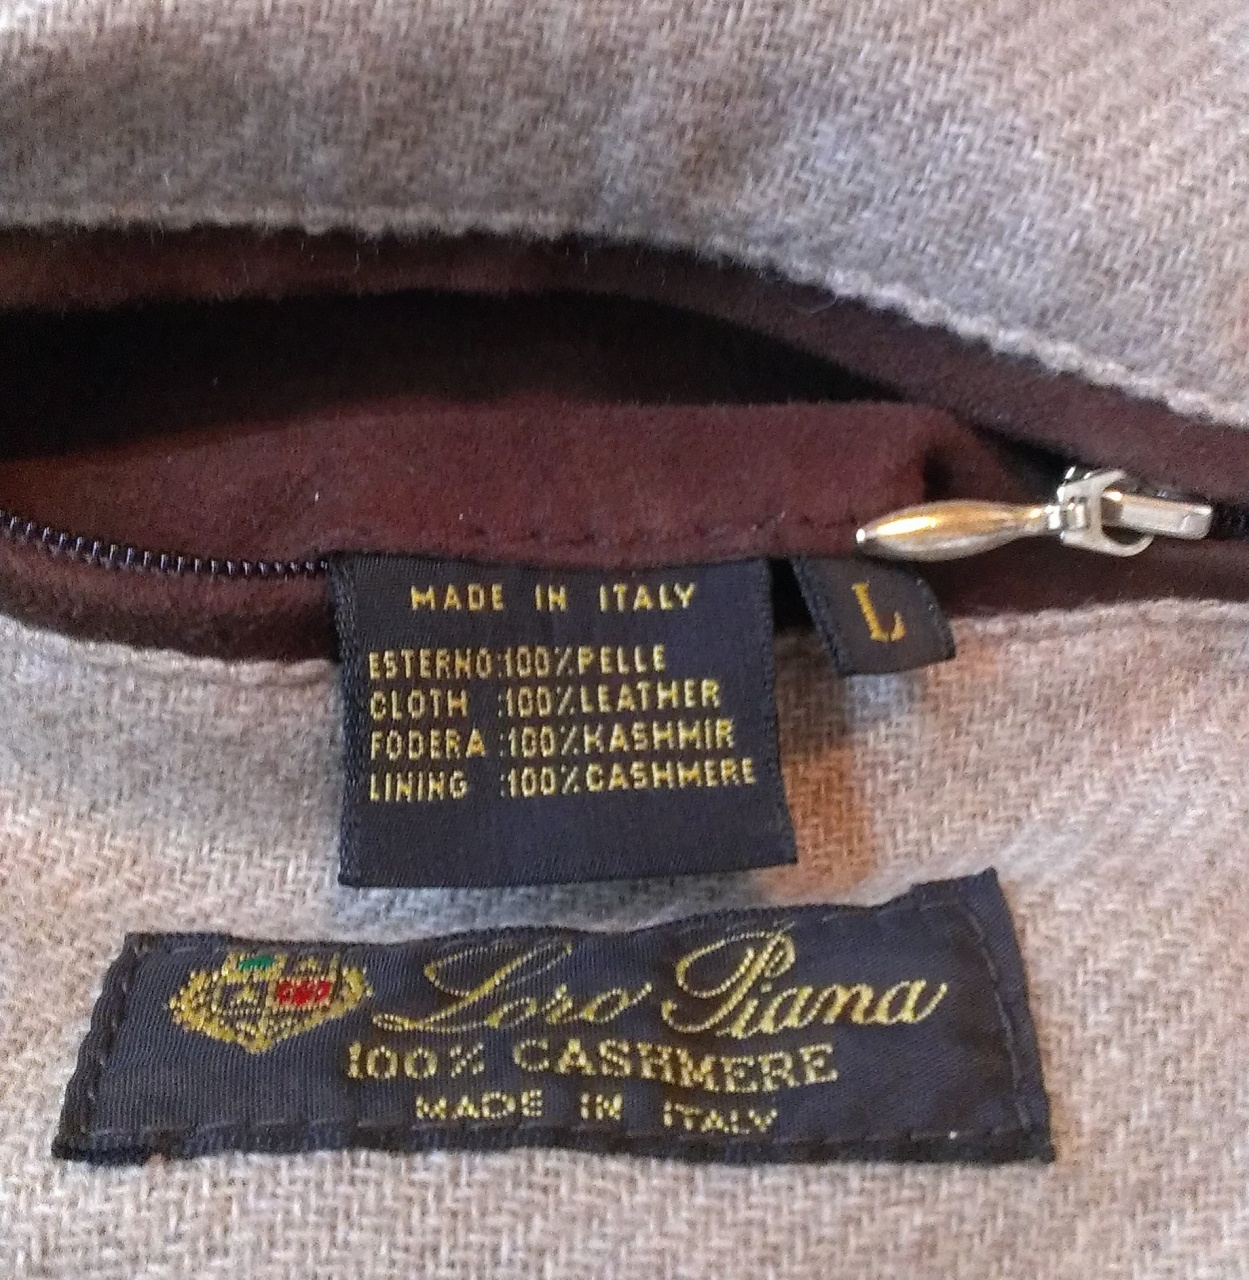 MADE IN ITALY
ESTERNO:100%PELLE
CLOTH :100%LEATHER
FODERA :100%KASHMIR
LINING :100%CASHMERE
L
Loro Piana
100% CASHMERE
MADE IN ITALY